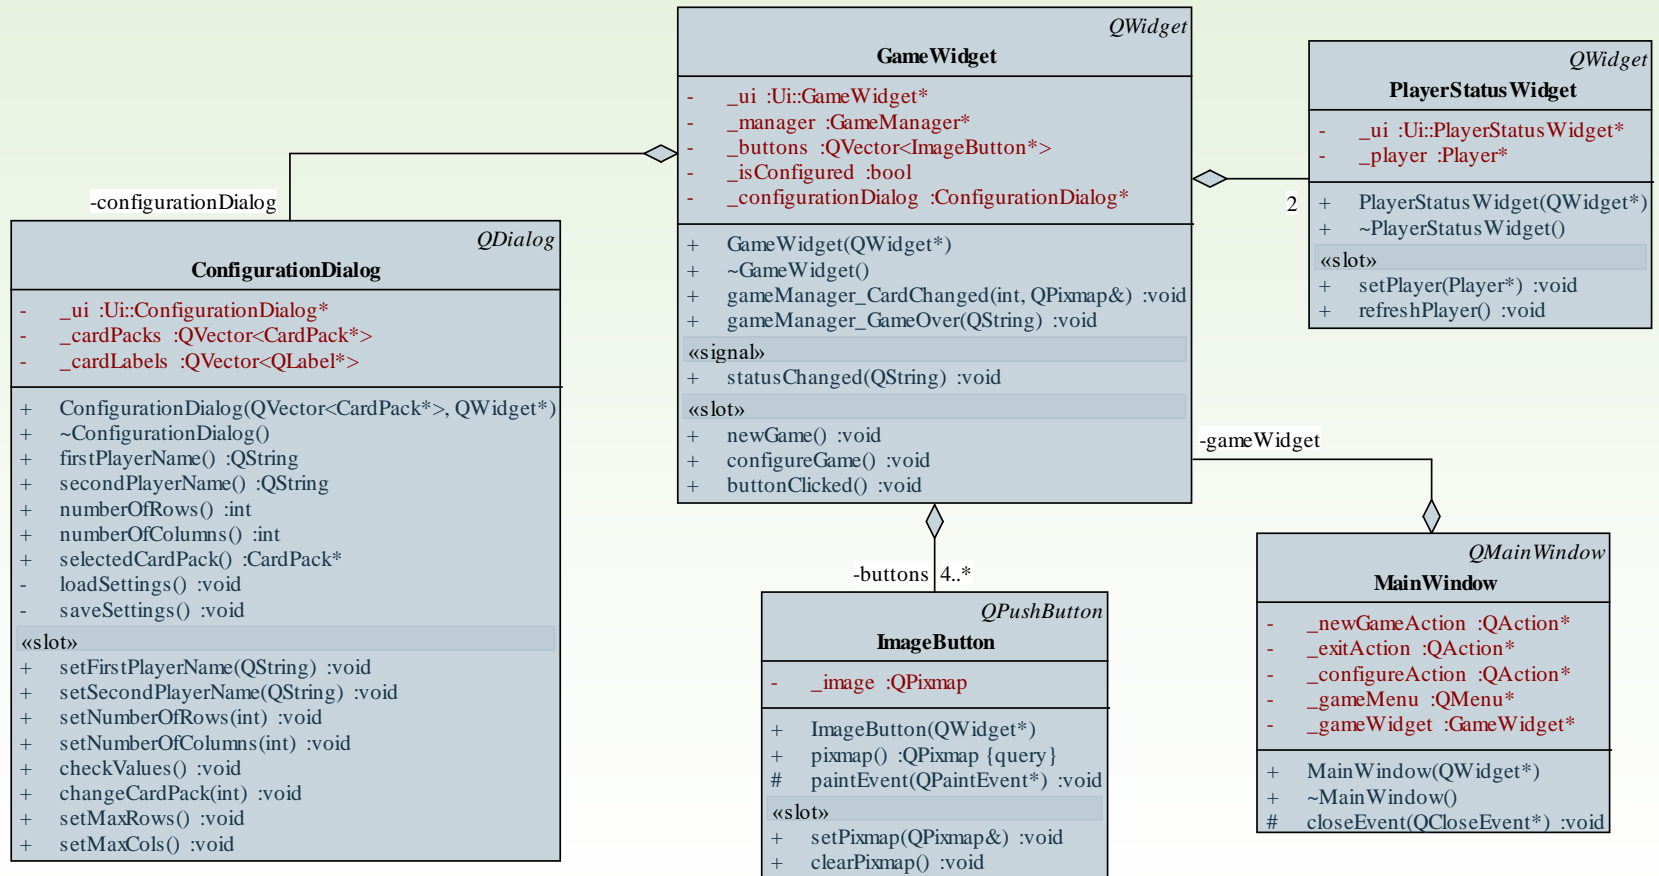 QWidget
GameWidget
- _ui :Ui::GameWidget*
- _manager :GameManager*
- _buttons :QVector<ImageButton*>
- _isConfigured :bool
- _configurationDialog :ConfigurationDialog*
+ GameWidget(QWidget*)
+ ~GameWidget()
+ gameManager_CardChanged(int, QPixmap&) :void
+ gameManager_GameOver(QString) :void
«signal»
+ statusChanged(QString) :void
«slot»
+ newGame() :void
+ configureGame() :void
+ buttonClicked() :void
QWidget
PlayerStatusWidget
- _ui :Ui::PlayerStatusWidget*
- _player :Player*
+ PlayerStatusWidget(QWidget*)
+ ~PlayerStatusWidget()
«slot»
+ setPlayer(Player*) :void
+ refreshPlayer() :void
2
-configurationDialog
QDialog
ConfigurationDialog
- _ui :Ui::ConfigurationDialog*
- _cardPacks :QVector<CardPack*>
- _cardLabels :QVector<QLabel*>
+ ConfigurationDialog(QVector<CardPack*>, QWidget*)
+ ~ConfigurationDialog()
+ firstPlayerName() :QString
+ secondPlayerName() :QString
+ numberOfRows() :int
+ numberOfColumns() :int
+ selectedCardPack() :CardPack*
- loadSettings() :void
- saveSettings() :void
«slot»
+ setFirstPlayerName(QString) :void
+ setSecondPlayerName(QString) :void
+ setNumberOfRows(int) :void
+ setNumberOfColumns(int) :void
+ checkValues() :void
+ changeCardPack(int) :void
+ setMaxRows() :void
+ setMaxCols() :void
-buttons 4..*
QPushButton
ImageButton
- _image :QPixmap
+ ImageButton(QWidget*)
+ pixmap() :QPixmap {query}
# paintEvent(QPaintEvent*) :void
«slot»
+ setPixmap(QPixmap&) :void
+ clearPixmap() :void
-gameWidget
QMainWindow
MainWindow
- _newGameAction :QAction*
- _exitAction :QAction*
- _configureAction :QAction*
- _gameMenu :QMenu*
- _gameWidget :GameWidget*
+ MainWindow(QWidget*)
+ ~MainWindow()
# closeEvent(QCloseEvent*) :void